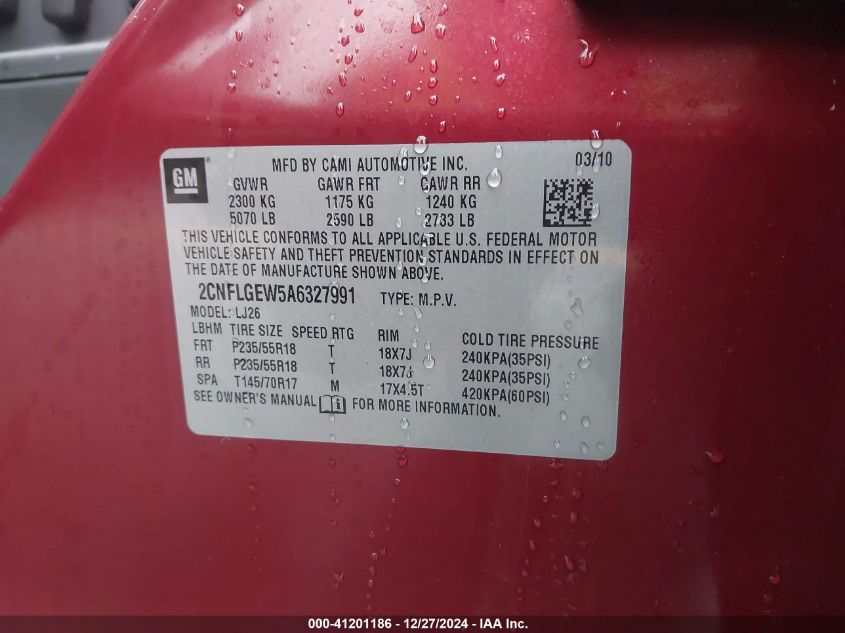 GM
MFD BY CAMI AUTOMOTIVE INC. 03/10
GVWR GAWR FRT GAWR RR
2300 KG 1175 KG 1240 KG
5070 LB 2590 LB 2733 LB
THIS VEHICLE CONFORMS TO ALL APPLICABLE U.S. FEDERAL MOTOR
VEHICLE SAFETY AND THEFT PREVENTION STANDARDS IN EFFECT ON
THE DATE OF MANUFACTURE SHOWN ABOVE.
2CNFLGEW5A6327991 TYPE: M.P.V.
MODEL: LJ26
LBHM TIRE SIZE SPEED RTG RIM COLD TIRE PRESSURE
FRT P235/55R18 T 18X7J 240KPA(35PSI)
RR P235/55R18 T 18X7J 240KPA(35PSI)
SPA T145/70R17 M 17X4.5T 420KPA(60PSI)
SEE OWNER'S MANUAL FOR MORE INFORMATION.
000-41201186 - 12/27/2024 - IAA Inc.